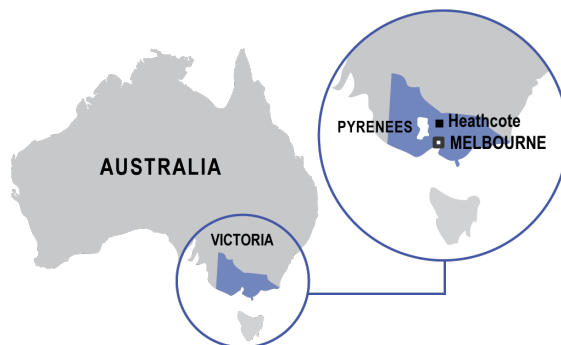 AUSTRALIA
VICTORIA
PYRENEES
Heathcote
MELBOURNE